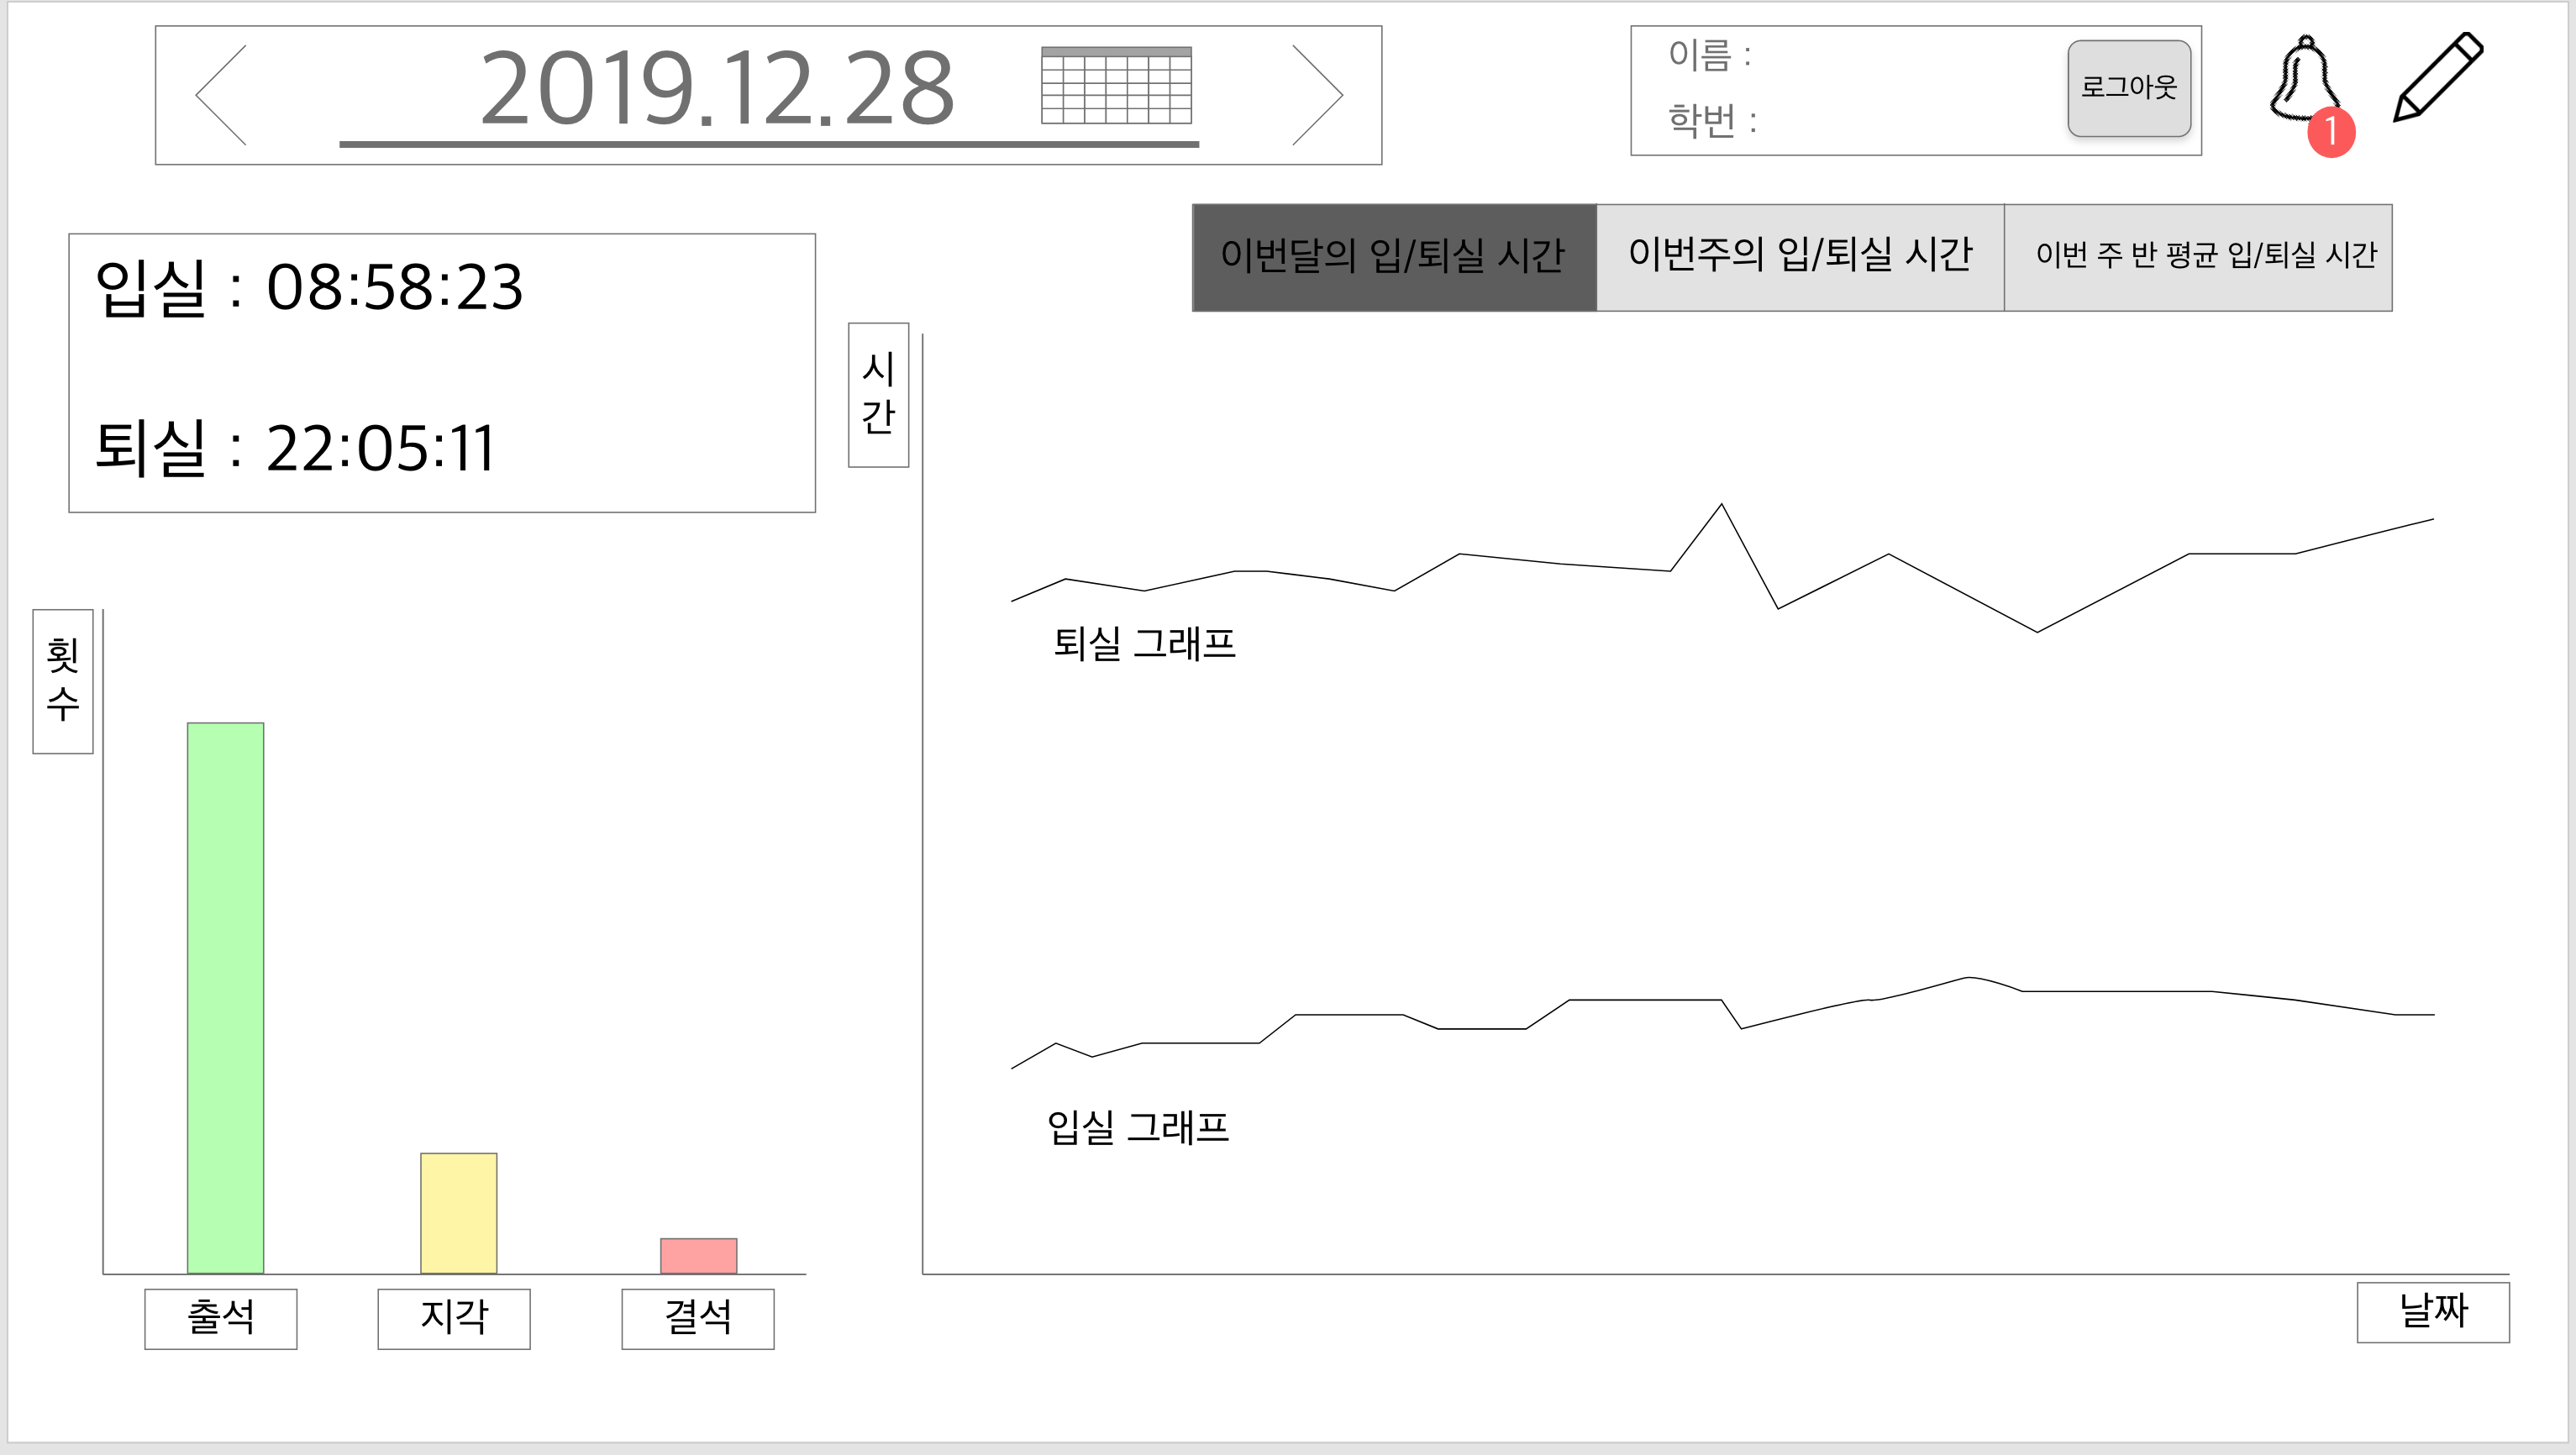 2019.12.28
이름 :
학번 :
로그아웃
1
이번달의 입/퇴실 시간
이번주의 입/퇴실 시간
이번 주 반 평균 입/퇴실 시간
입실 : 08:58:23
퇴실 : 22:05:11
시
간
퇴실 그래프
입실 그래프
날짜
횟
수
출석
지각
결석